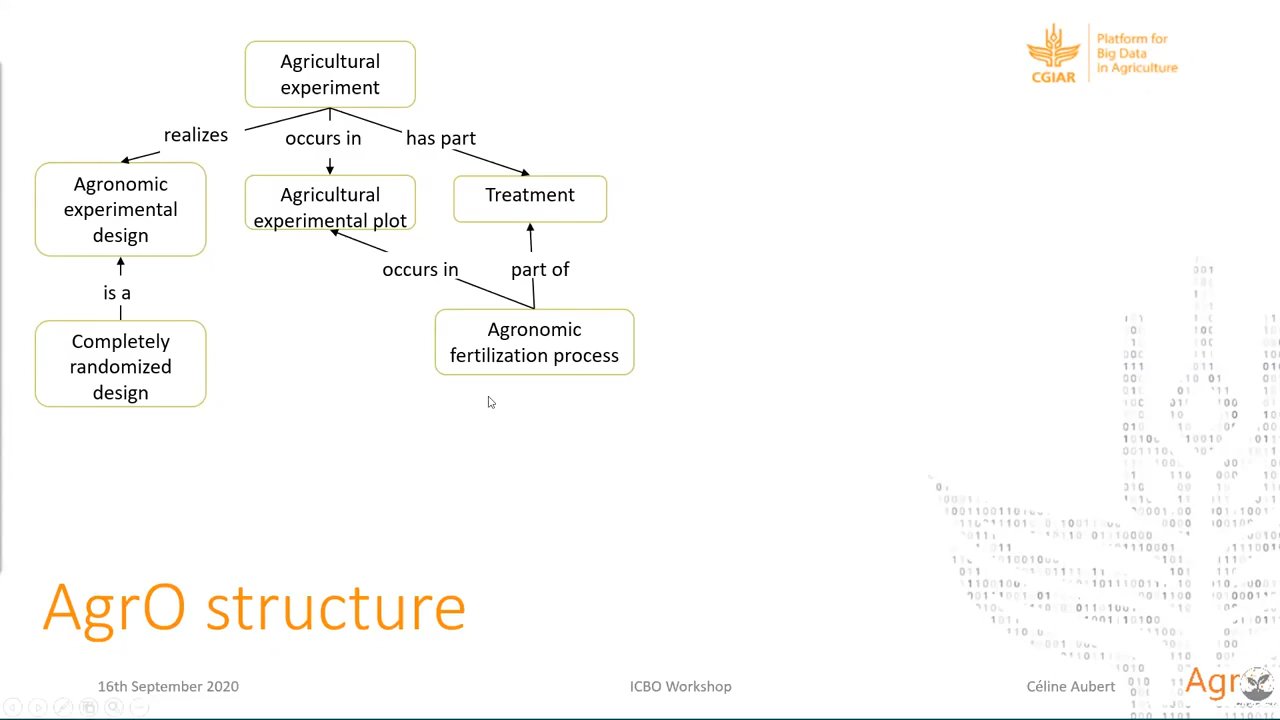 Agricultural
experiment
Platform for
Big Data
in Agriculture
CGIAR
realizes
occurs in
has part
Agronomic
experimental
design
Agricultural
experimental plot
Treatment
occurs in
part of
is a
Agronomic
fertilization process
Completely
randomized
design
AgrO structure
16th September 2020
ICBO Workshop
Céline Aubert